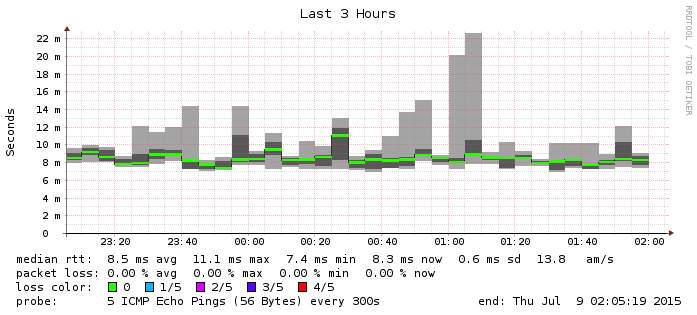 Last 3 Hours
RRDTOOL / TOBI OETIKER
Seconds
22 m
20 m
18 m
16 m
14 m
12 m
10 m
8 m
6 m
4 m
2 m
0
23:20 23:40 00:00 00:20 00:40 01:00 01:20 01:40 02:00
median rtt: 8.5 ms avg 11.1 ms max 7.4 ms min 8.3 ms now 0.6 ms sd 13.8 am/s
packet loss: 0.00 % avg 0.00 % max 0.00 % min 0.00 % now
loss color: 0 1/5 2/5 3/5 4/5
probe: 5 ICMP Echo Pings (56 Bytes) every 300s end: Thu Jul 9 02:05:19 2015